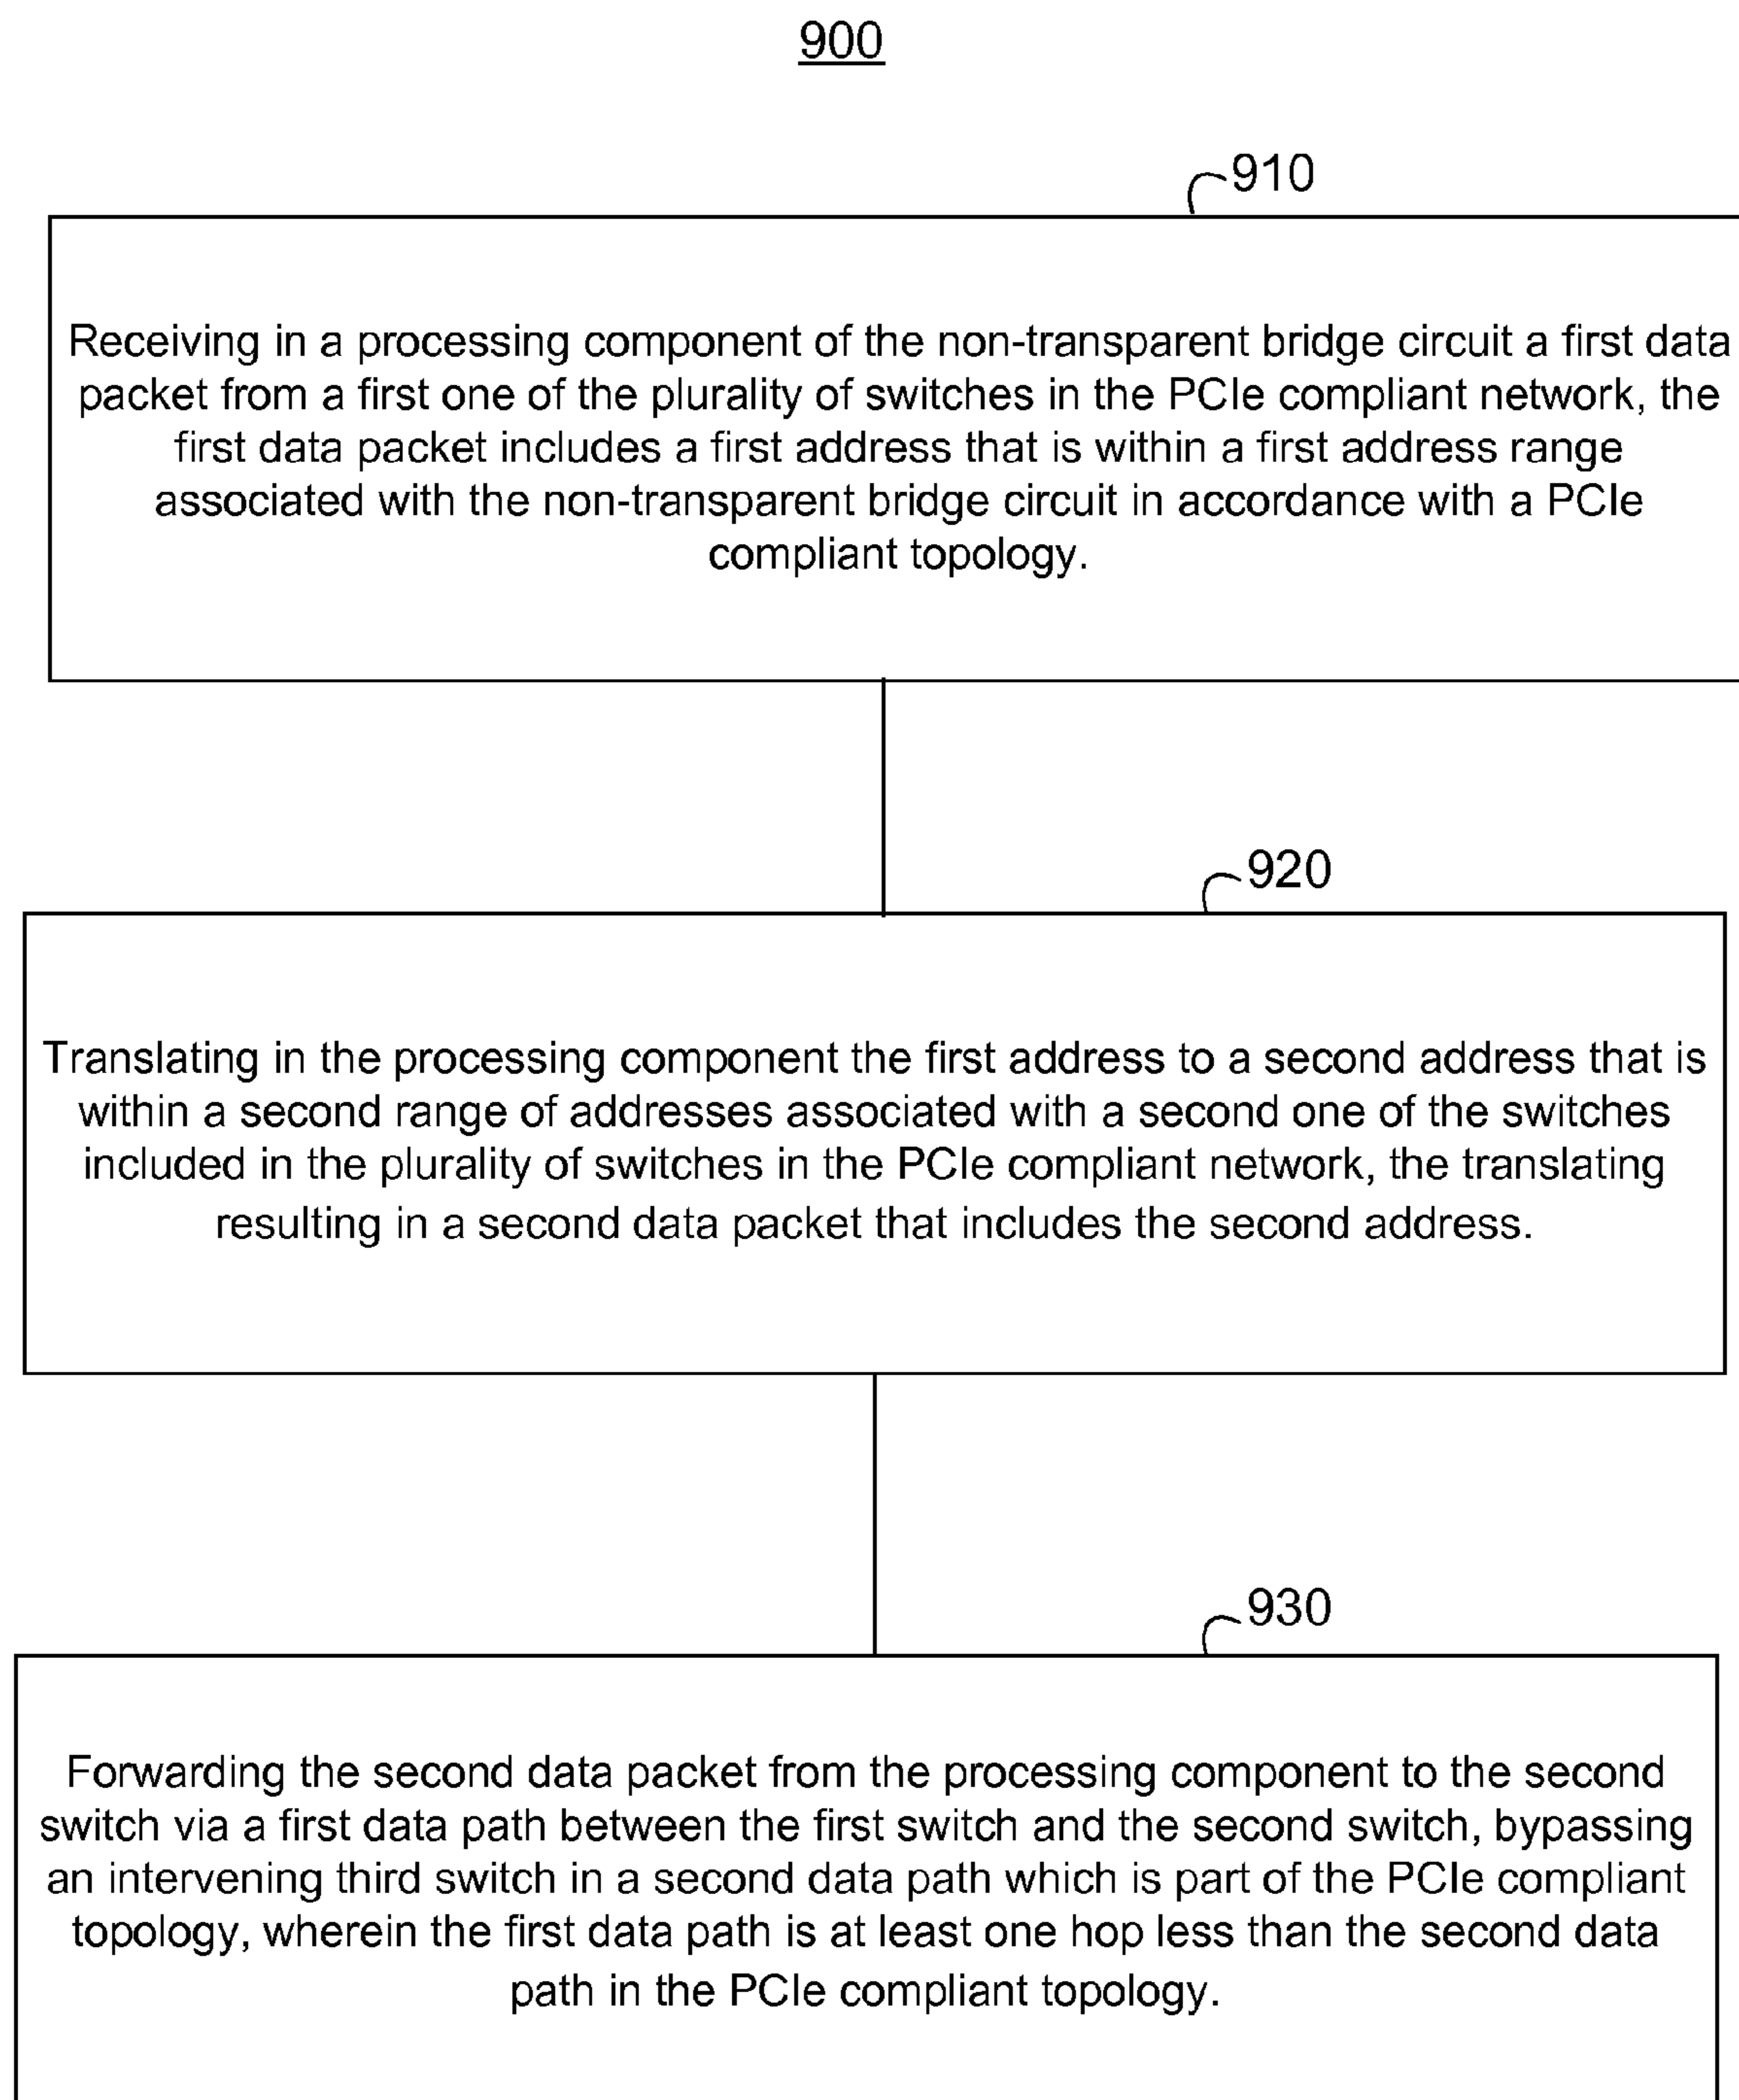 900
910
Receiving in a processing component of the non-transparent bridge circuit a first data
packet from a first one of the plurality of switches in the PCIe compliant network, the
first data packet includes a first address that is within a first address range
associated with the non-transparent bridge circuit in accordance with a PCIe
compliant topology.
920
Translating in the processing component the first address to a second address that is
within a second range of addresses associated with a second one of the switches
included in the plurality of switches in the PCIe compliant network, the translating
resulting in a second data packet that includes the second address.
930
Forwarding the second data packet from the processing component to the second
switch via a first data path between the first switch and the second switch, bypassing
an intervening third switch in a second data path which is part of the PCIe compliant
topology, wherein the first data path is at least one hop less than the second data
path in the PCIe compliant topology.